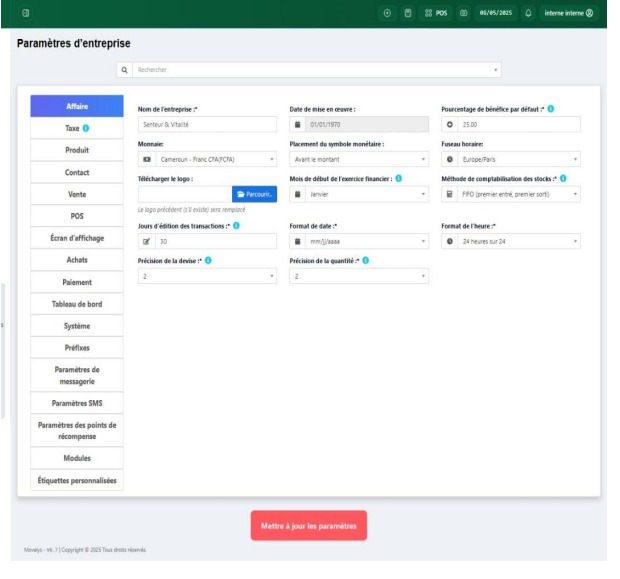 POS 08/05/2025 interne interne
Paramètres d'entreprise
Rechercher
Affaire
Taxe
Produit
Contact
Vente
POS
Écran d'affichage
Achats
Paiement
Tableau de bord
Système
Préfixes
Paramètres de
messagerie
Paramètres SMS
Paramètres des points de
récompense
Modules
Étiquettes personnalisées
Nom de l'entreprise :* Date de mise en œuvre : Pourcentage de bénéfice par défaut :*
Senteur & Vitalité 01/01/1970 25.00
Monnaie: Placement du symbole monétaire : Fuseau horaire:
Cameroun - Franc CFA(FCFA) Avant le montant Europe/Paris
Télécharger le logo : Mois de début de l'exercice financier : Méthode de comptabilisation des stocks :*
Parcourir.. Janvier FIFO (premier entré, premier sorti)
Le logo précédent (s'il existe) sera remplacé
Jours d'édition des transactions :* Format de date :* Format de l'heure :*
30 mm/jj/aaaa 24 heures sur 24
Précision de la devise :* Précision de la quantité :*
2 2
Mettre à jour les paramètres
| Copyright © 2025 Tous droits réservés.